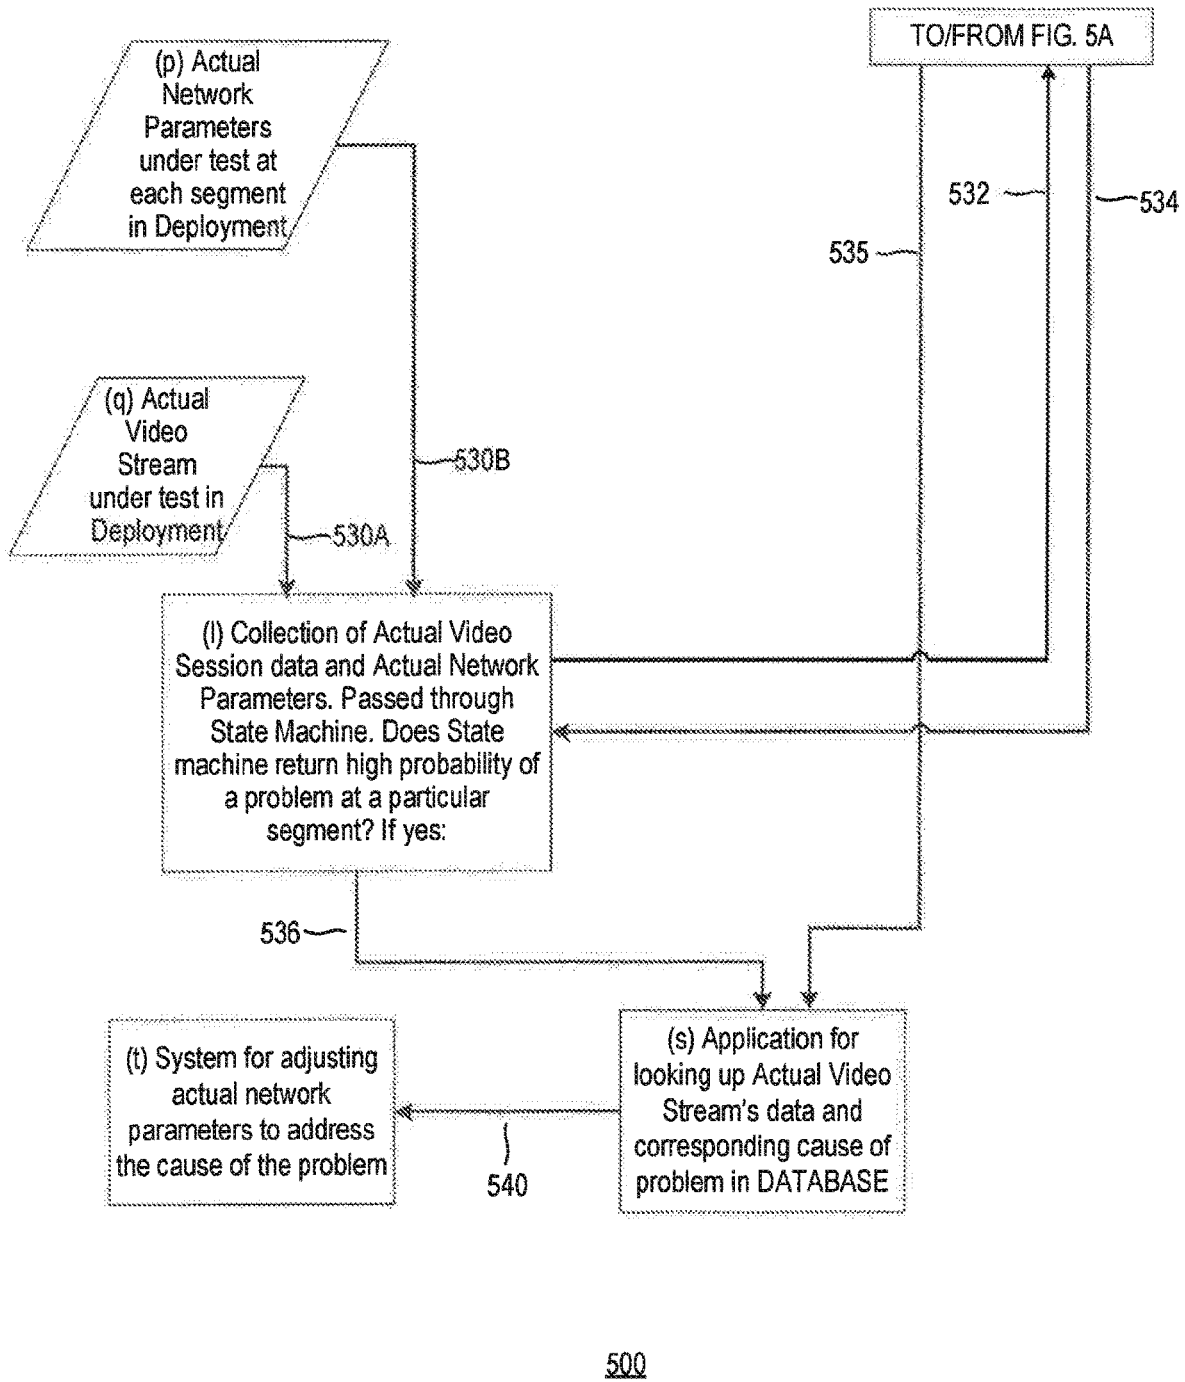 TO/FROM FIG. 5A
(p) Actual
Network
Parameters
under test at
each segment
in Deployment
532
534
535
(q) Actual
Video
Stream
under test in
Deployment
530B
530A
(l) Collection of Actual Video
Session data and Actual Network
Parameters. Passed through
State Machine. Does State
machine return high probability of
a problem at a particular
segment? If yes:
536
(t) System for adjusting
actual network
parameters to address
the cause of the problem
540
(s) Application for
looking up Actual Video
Stream's data and
corresponding cause of
problem in DATABASE
500